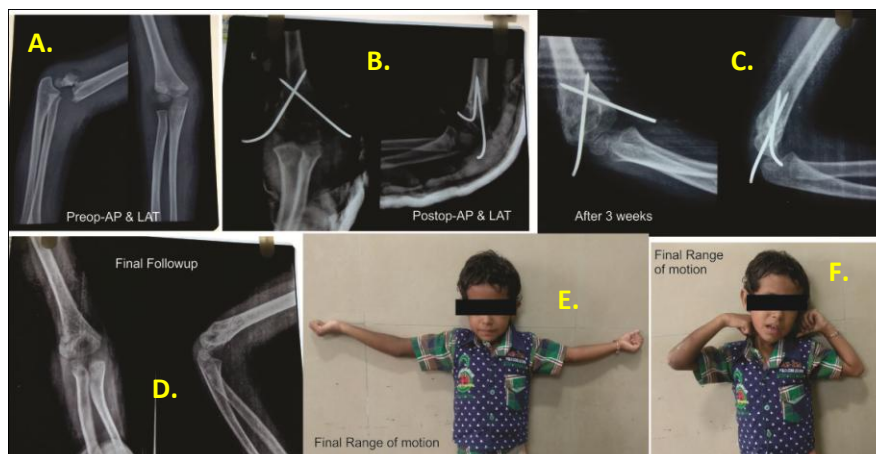 A.
Preop-AP & LAT
B.
Postop-AP & LAT
C.
After 3 weeks
Final Followup
D.
E.
Final Range of motion
Final Range
of motion
F.